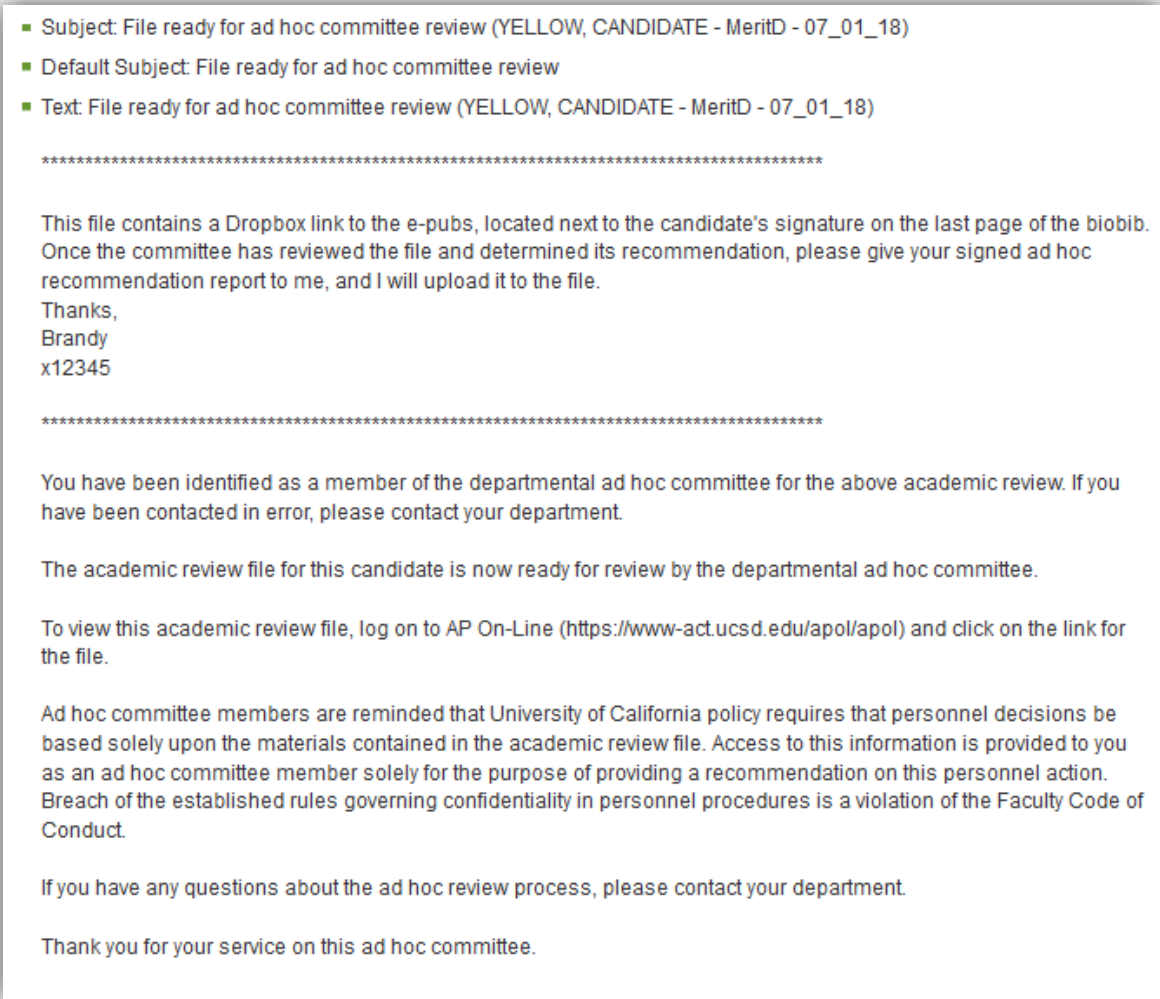 Subject: File ready for ad hoc committee review (YELLOW, CANDIDATE - MeritD - 07_01_18)
Default Subject: File ready for ad hoc committee review
Text: File ready for ad hoc committee review (YELLOW, CANDIDATE - MeritD - 07_01_18)
******************************************************************************************
This file contains a Dropbox link to the e-pubs, located next to the candidate's signature on the last page of the biobib.
Once the committee has reviewed the file and determined its recommendation, please give your signed ad hoc
recommendation report to me, and I will upload it to the file.
Thanks,
Brandy
x12345
******************************************************************************************
You have been identified as a member of the departmental ad hoc committee for the above academic review. If you
have been contacted in error, please contact your department.
The academic review file for this candidate is now ready for review by the departmental ad hoc committee.
To view this academic review file, log on to AP On-Line (https://www-act.ucsd.edu/apol/apol) and click on the link for
the file.
Ad hoc committee members are reminded that University of California policy requires that personnel decisions be
based solely upon the materials contained in the academic review file. Access to this information is provided to you
as an ad hoc committee member solely for the purpose of providing a recommendation on this personnel action.
Breach of the established rules governing confidentiality in personnel procedures is a violation of the Faculty Code of
Conduct.
If you have any questions about the ad hoc review process, please contact your department.
Thank you for your service on this ad hoc committee.